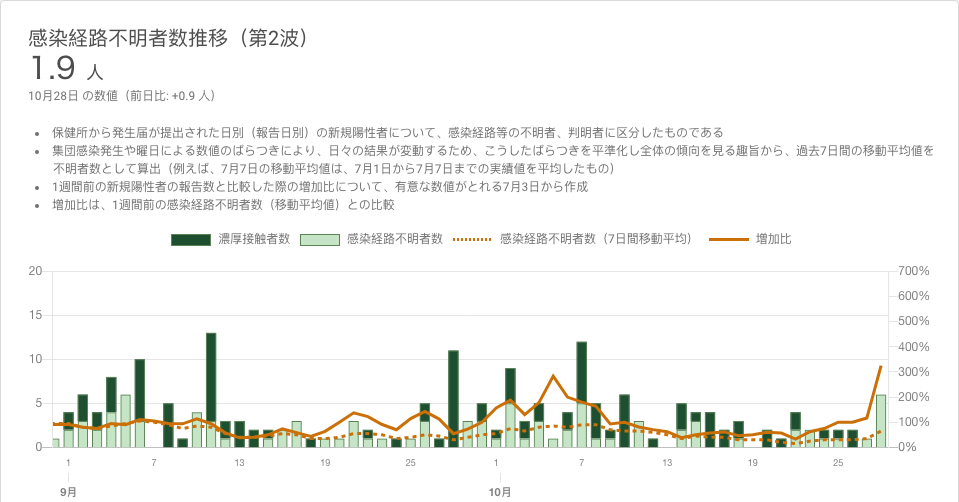 感染経路不明者数推移（第2波）
1.9 人
10月28日 の数値（前日比: +0.9 人）
• 保健所から発生届が提出された日別（報告日別）の新規陽性者について、感染経路等の不明者、判明者に区分したものである
• 集団感染発生や曜日による数値のばらつきにより、日々の結果が変動するため、こうしたばらつきを平準化し全体の傾向を見る趣旨から、過去7日間の移動平均値を
不明者数として算出（例えば、7月7日の移動平均値は、7月1日から7月7日までの実績値を平均したもの）
• 1週間前の新規陽性者の報告数と比較した際の増加比について、有意な数値がとれる7月3日から作成
• 増加比は、1週間前の感染経路不明者数（移動平均値）との比較
濃厚接触者数 感染経路不明者数 感染経路不明者数（7日間移動平均） 増加比
20 700%
600%
15 500%
400%
10 300%
200%
5 100%
0 0%
1 7 13 19 25 1 7 13 19 25
9月 10月